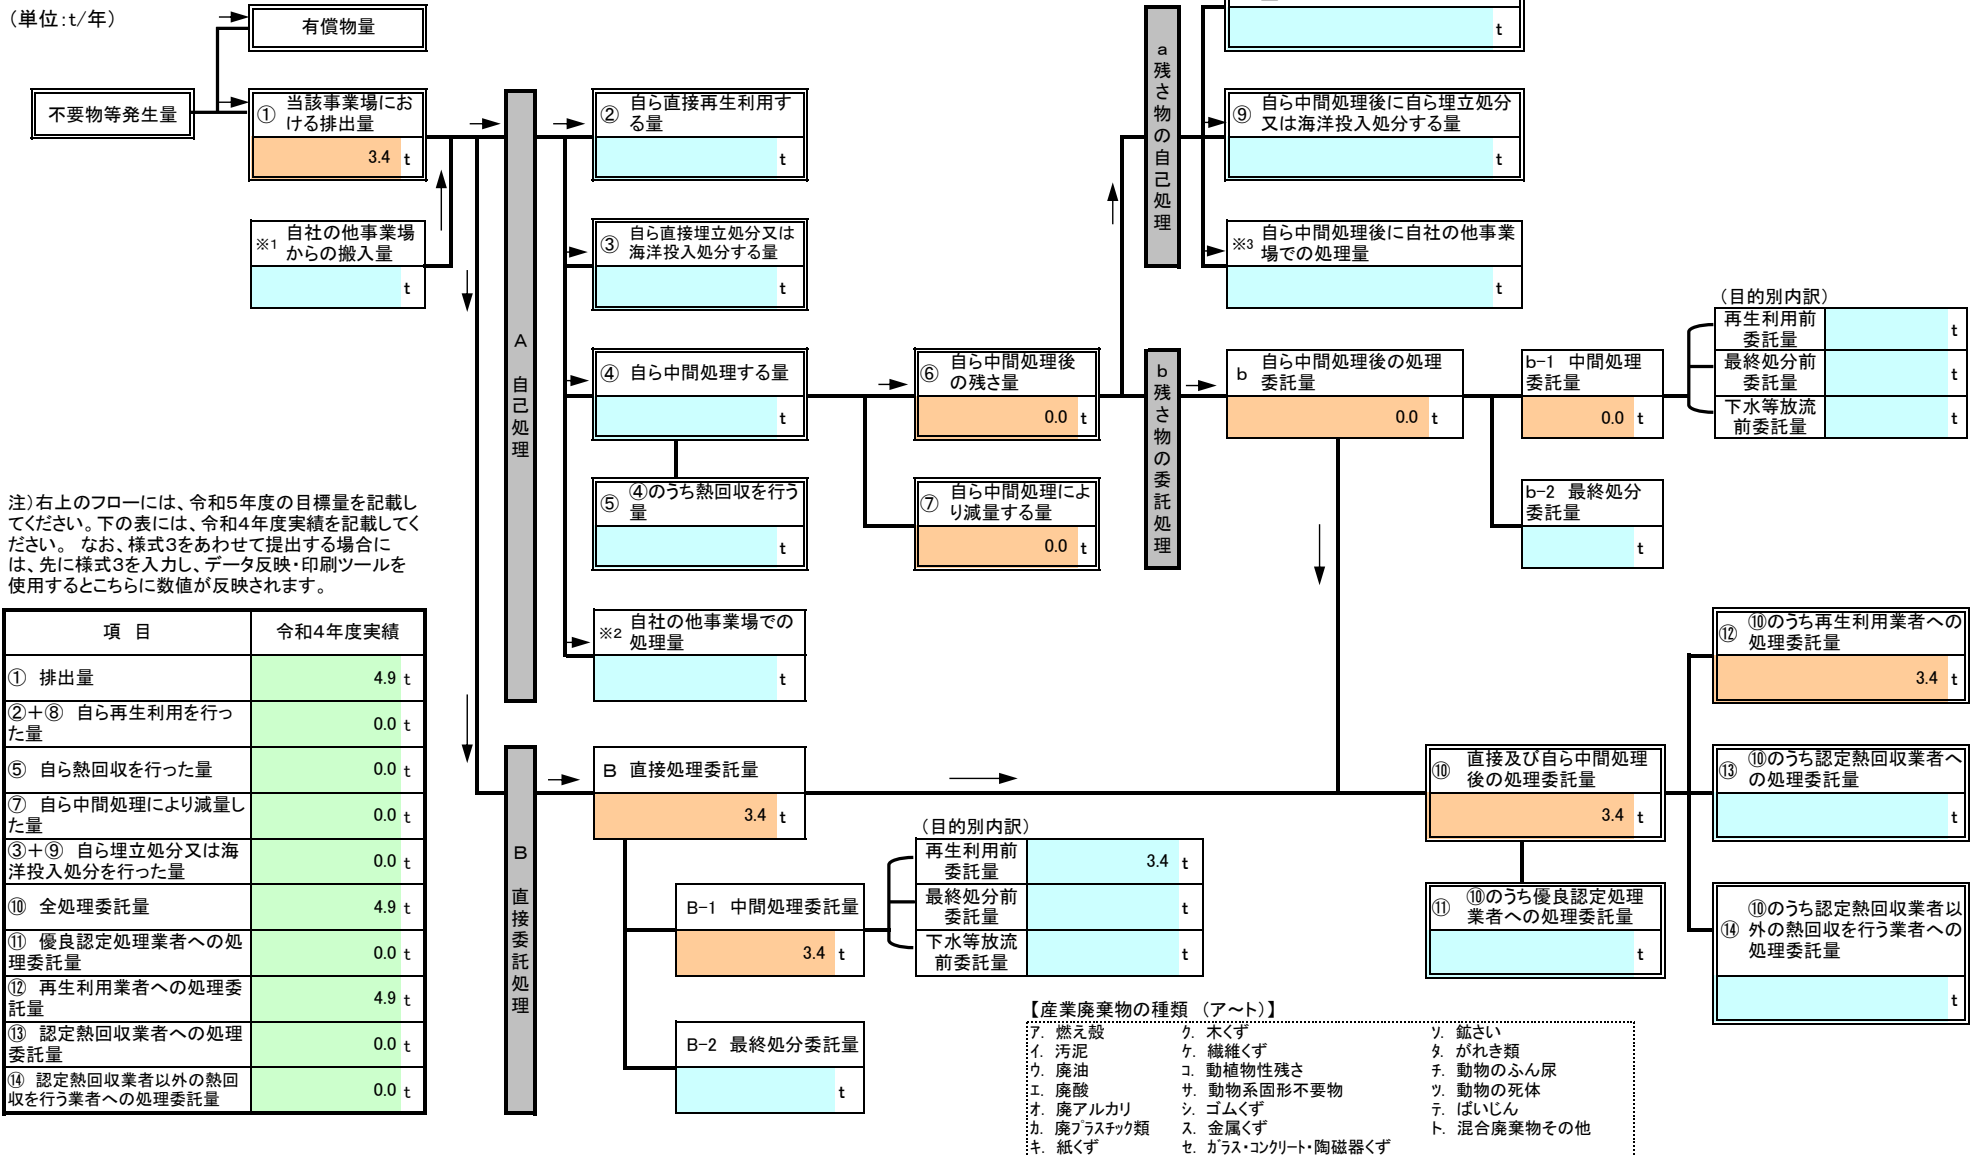 (単位:t/年)
有償物量
不要物等発生量
① 当該事業場における排出量
3.4 t
※1 自社の他事業場からの搬入量
t
A 自己処理
② 自ら直接再生利用する量
t
③ 自ら直接埋立処分又は海洋投入処分する量
t
④ 自ら中間処理する量
t
⑤ ④のうち熱回収を行う量
t
※2 自社の他事業場での処理量
t
⑥ 自ら中間処理後の残さ量
0.0 t
⑦ 自ら中間処理により減量する量
0.0 t
a 残さ物の自己処理
t
⑨ 自ら中間処理後に自ら埋立処分又は海洋投入処分する量
t
※3 自ら中間処理後に自社の他事業場での処理量
t
b 残さ物の委託処理
b 自ら中間処理後の処理委託量
0.0 t
b-1 中間処理委託量
0.0 t
(目的別内訳)
再生利用前委託量 t
最終処分前委託量 t
下水等放流前委託量 t
b-2 最終処分委託量
t
注)右上のフローには、令和5年度の目標量を記載し
てください。下の表には、令和4年度実績を記載してく
ださい。 なお、様式3をあわせて提出する場合に
は、先に様式3を入力し、データ反映・印刷ツールを
使用するとこちらに数値が反映されます。
項 目 令和4年度実績
① 排出量 4.9 t
②+⑧ 自ら再生利用を行った量 0.0 t
⑤ 自ら熱回収を行った量 0.0 t
⑦ 自ら中間処理により減量した量 0.0 t
③+⑨ 自ら埋立処分又は海洋投入処分を行った量 0.0 t
⑩ 全処理委託量 4.9 t
⑪ 優良認定処理業者への処理委託量 0.0 t
⑫ 再生利用業者への処理委託量 4.9 t
⑬ 認定熱回収業者への処理委託量 0.0 t
⑭ 認定熱回収業者以外の熱回収を行う業者への処理委託量 0.0 t
B 直接委託処理
B 直接処理委託量
3.4 t
B-1 中間処理委託量
3.4 t
(目的別内訳)
再生利用前委託量 3.4 t
最終処分前委託量 t
下水等放流前委託量 t
B-2 最終処分委託量
t
⑩ 直接及び自ら中間処理後の処理委託量
3.4 t
⑪ ⑩のうち優良認定処理業者への処理委託量
t
⑫ ⑩のうち再生利用業者への処理委託量
3.4 t
⑬ ⑩のうち認定熱回収業者への処理委託量
t
⑭ ⑩のうち認定熱回収業者以外の熱回収を行う業者への処理委託量
t
【産業廃棄物の種類 (ア~ト)】
ア. 燃え殻 ク. 木くず ソ. 鉱さい
イ. 汚泥 ケ. 繊維くず タ. がれき類
ウ. 廃油 コ. 動植物性残さ チ. 動物のふん尿
エ. 廃酸 サ. 動物系固形不要物 ツ. 動物の死体
オ. 廃アルカリ シ. ゴムくず テ. ばいじん
カ. 廃プラスチック類 ス. 金属くず ト. 混合廃棄物その他
キ. 紙くず セ. ガラス・コンクリート・陶磁器くず